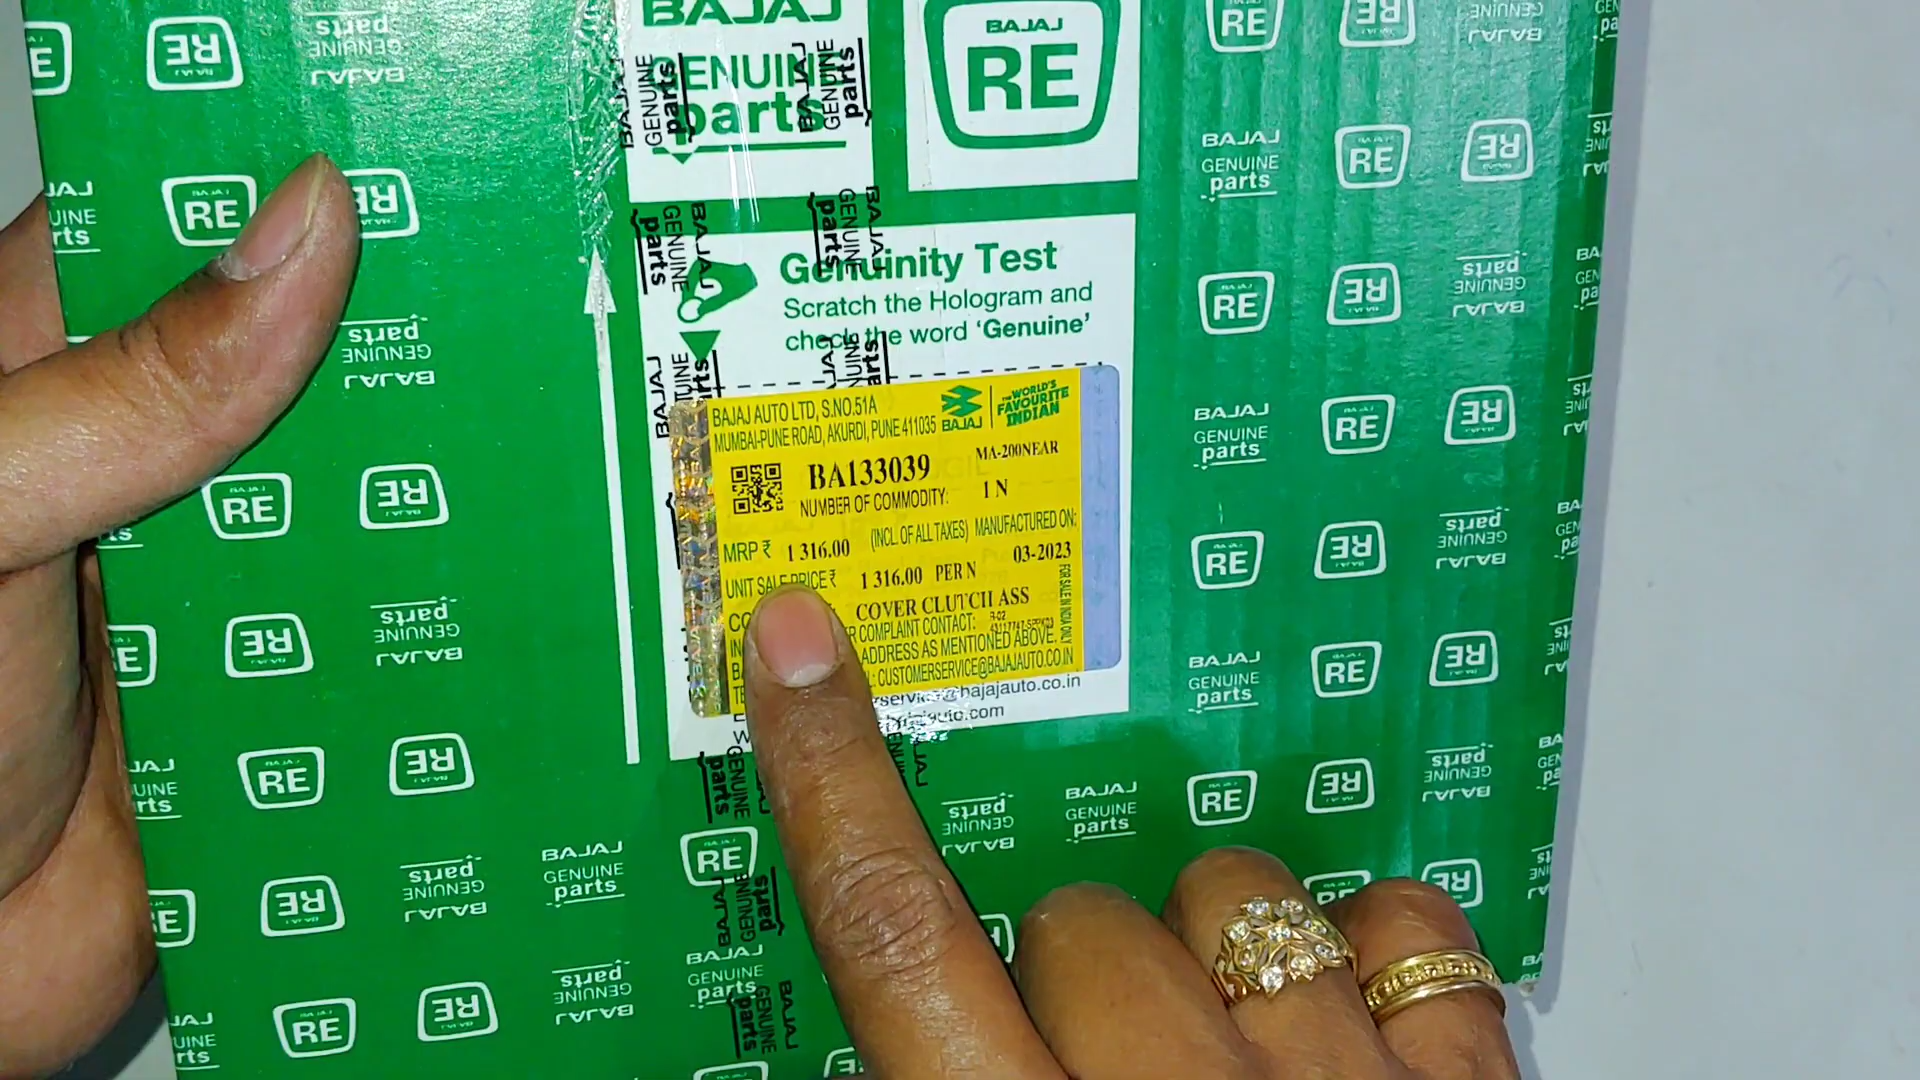 BAJAJ
GENUINE
parts
BAJAJ
RE
Genuinity Test
Scratch the Hologram and
check the word ‘Genuine’
BAJAJ AUTO LTD, S.NO.51A
MUMBAI-PUNE ROAD, AKURDI, PUNE 411035
BAJAJ
THE WORLD'S
FAVOURITE
INDIAN
BA133039
MA-200NEAR
NUMBER OF COMMODITY: 1 N
MRP ₹ 1 316.00 (INCL. OF ALL TAXES) MANUFACTURED ON:
03-2023
UNIT SALE PRICE ₹ 1 316.00 PER N
COVER CLUTCH ASS
COMPLAINT CONTACT:
ADDRESS AS MENTIONED ABOVE.
CUSTOMERSERVICE@BAJAJAUTO.CO.IN
FOR SALE IN INDIA ONLY
service@bajajauto.co.in
bajajauto.com
BAJAJ
GENUINE
parts
RE